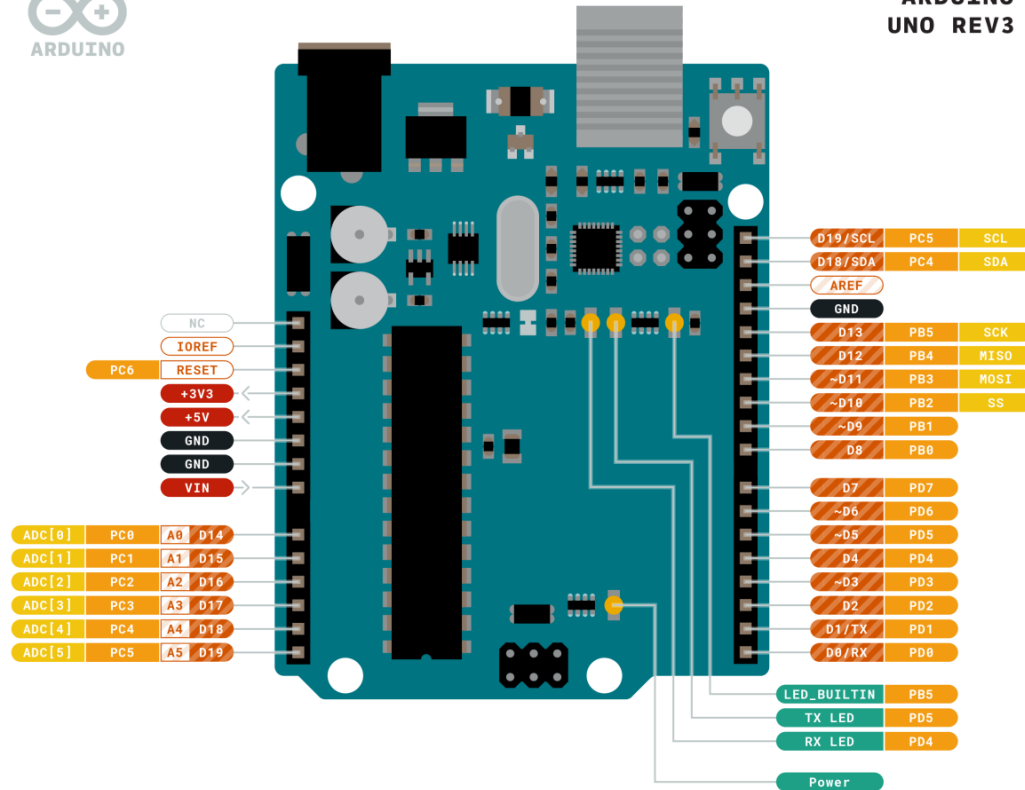 ARDUINO
ARDUINO
UNO REV3
NC
IOREF
PC6 RESET
+3V3
+5V
GND
GND
VIN
ADC[0] PC0 A0 D14
ADC[1] PC1 A1 D15
ADC[2] PC2 A2 D16
ADC[3] PC3 A3 D17
ADC[4] PC4 A4 D18
ADC[5] PC5 A5 D19
D19/SCL PC5 SCL
D18/SDA PC4 SDA
AREF
GND
D13 PB5 SCK
D12 PB4 MISO
~D11 PB3 MOSI
~D10 PB2 SS
~D9 PB1
D8 PB0
D7 PD7
~D6 PD6
~D5 PD5
D4 PD4
~D3 PD3
D2 PD2
D1/TX PD1
D0/RX PD0
LED_BUILTIN PB5
TX LED PD5
RX LED PD4
Power